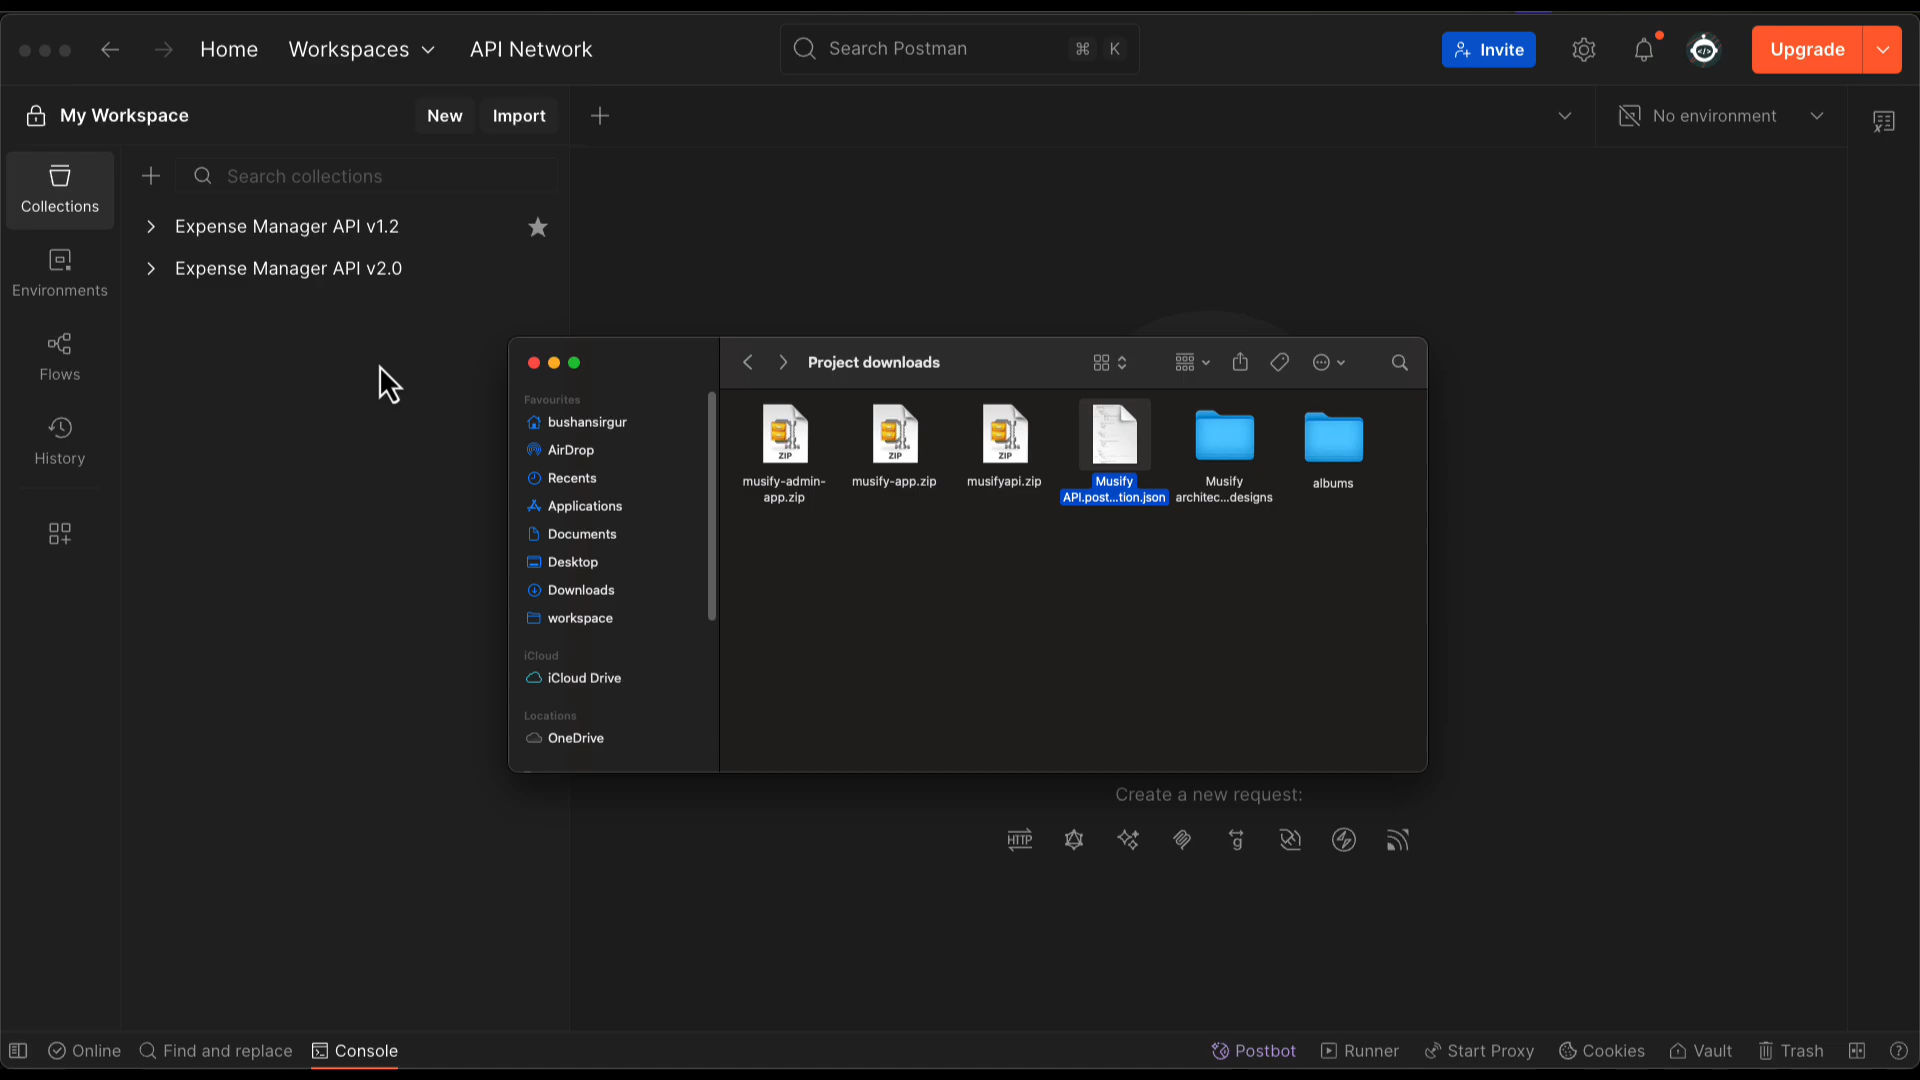 Home
Workspaces
API Network
Search Postman
⌘ K
Invite
Upgrade
My Workspace
New
Import
No environment
Collections
Search collections
Expense Manager API v1.2
Expense Manager API v2.0
Environments
Flows
History
Project downloads
Favourites
bushansirgur
AirDrop
Recents
Applications
Documents
Desktop
Downloads
workspace
iCloud
iCloud Drive
Locations
OneDrive
ZIP
musify-admin-
app.zip
ZIP
musify-app.zip
ZIP
musifyapi.zip
Musify
API.post...tion.json
Musify
architec...designs
albums
Create a new request:
HTTP
g
Online
Find and replace
Console
Postbot
Runner
Start Proxy
Cookies
Vault
Trash